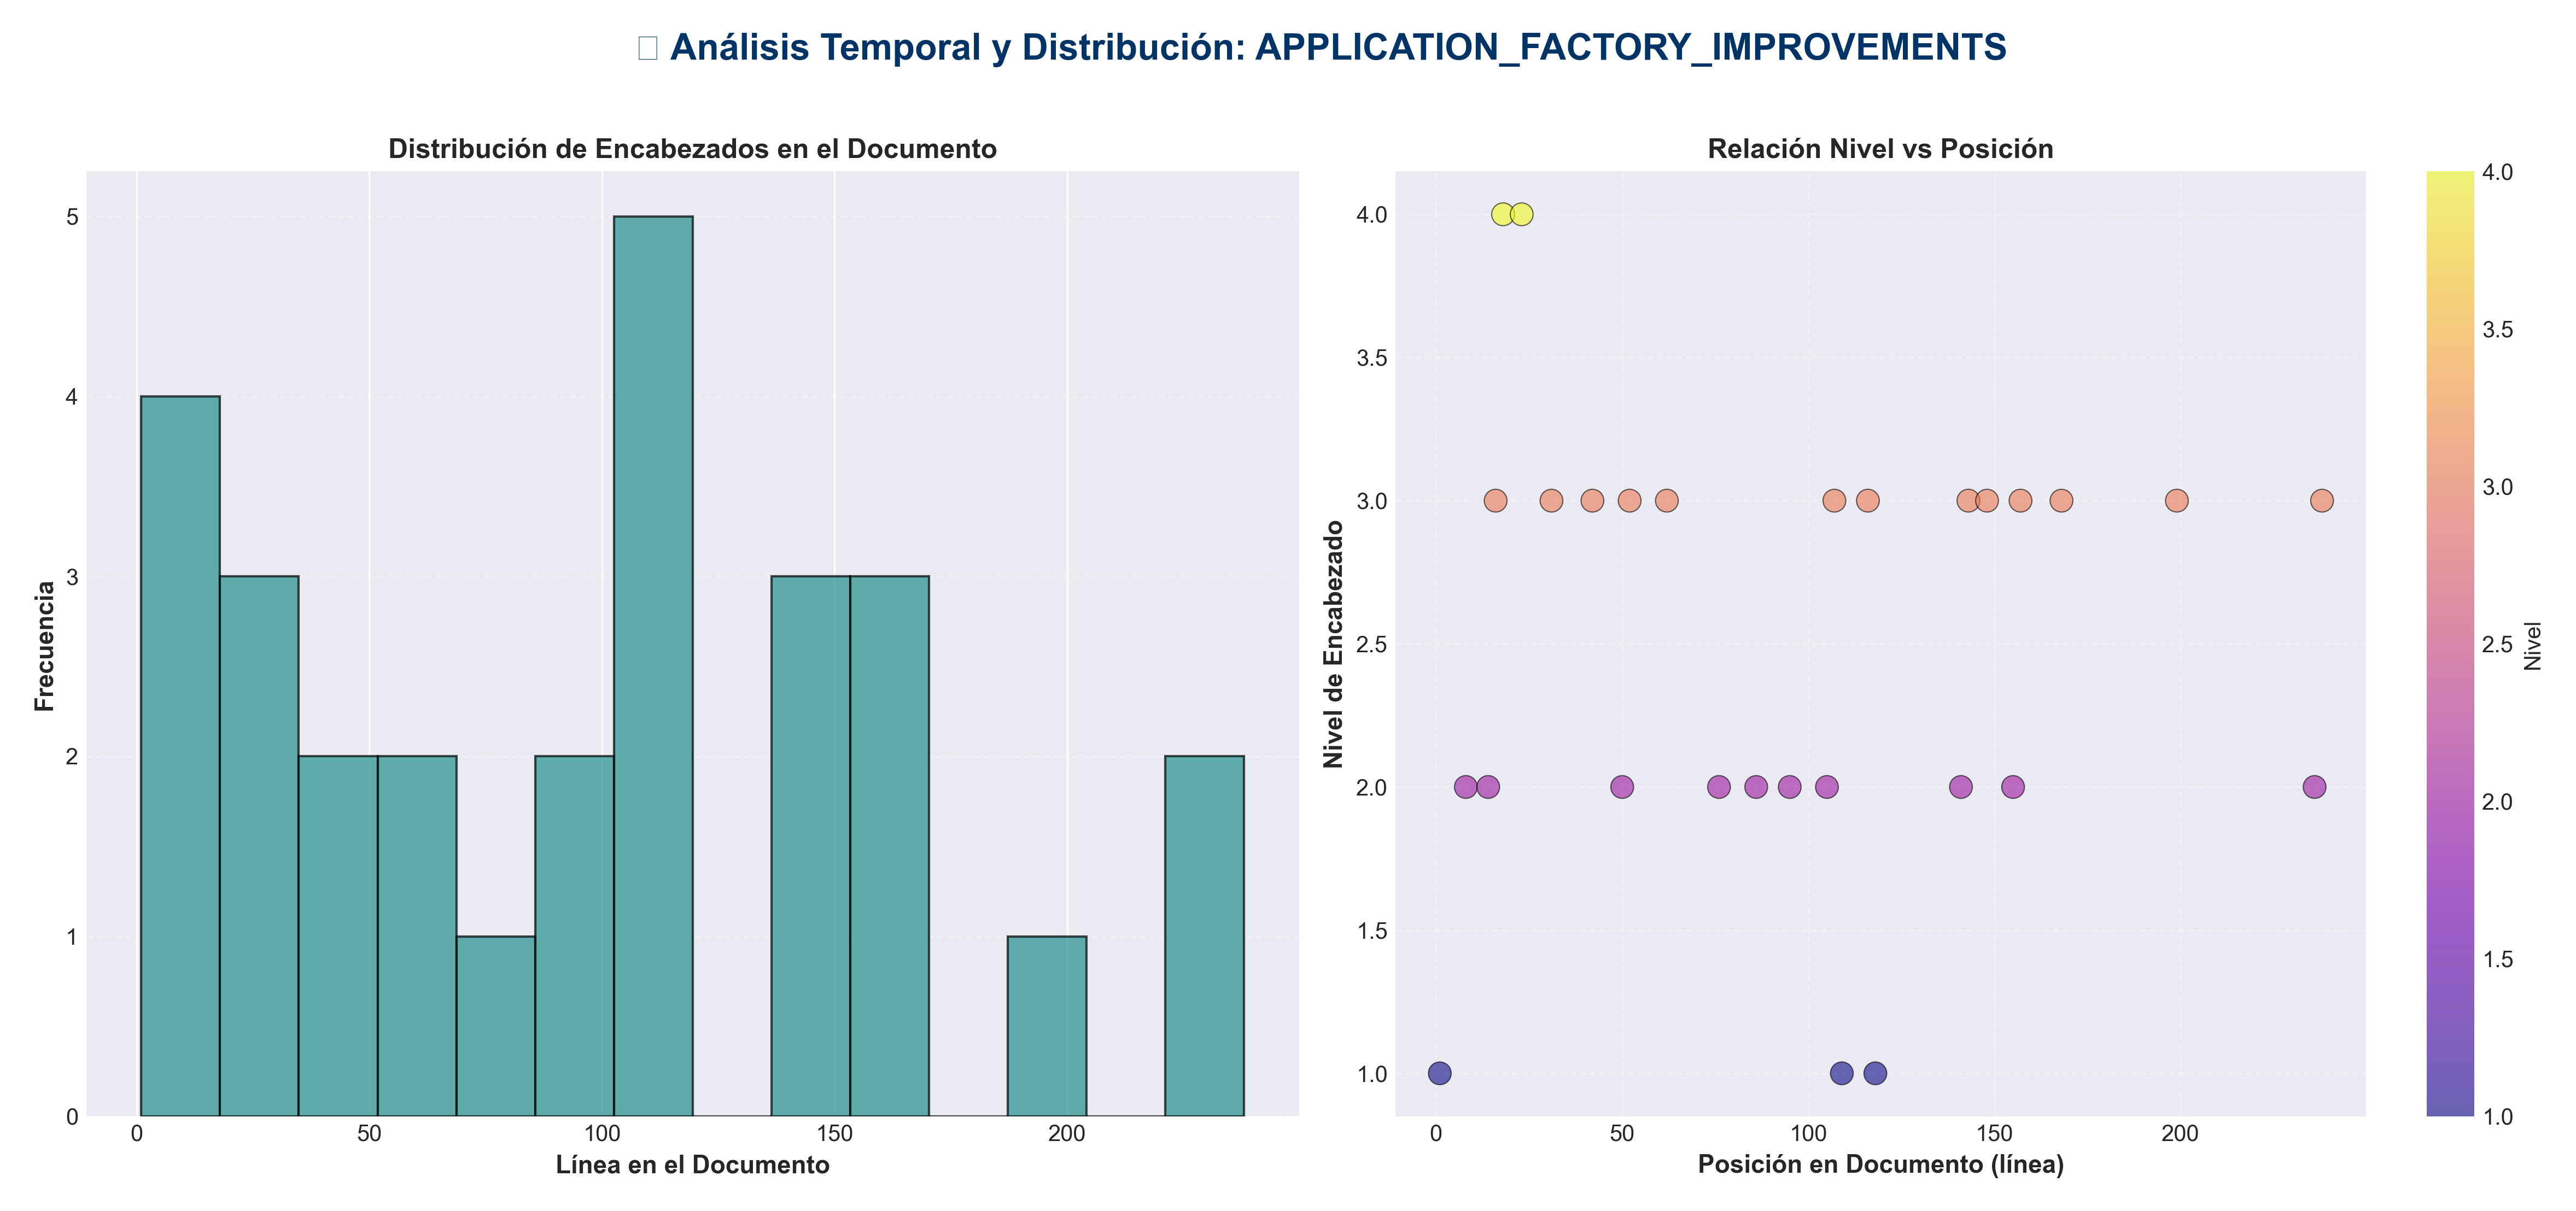 Análisis Temporal y Distribución: APPLICATION_FACTORY_IMPROVEMENTS
Distribución de Encabezados en el Documento
Frecuencia
5
4
3
2
1
0
0 50 100 150 200
Línea en el Documento
Relación Nivel vs Posición
Nivel de Encabezado
4.0
3.5
3.0
2.5
2.0
1.5
1.0
0 50 100 150 200
Posición en Documento (línea)
4.0
3.5
3.0
2.5
2.0
1.5
1.0
Nivel